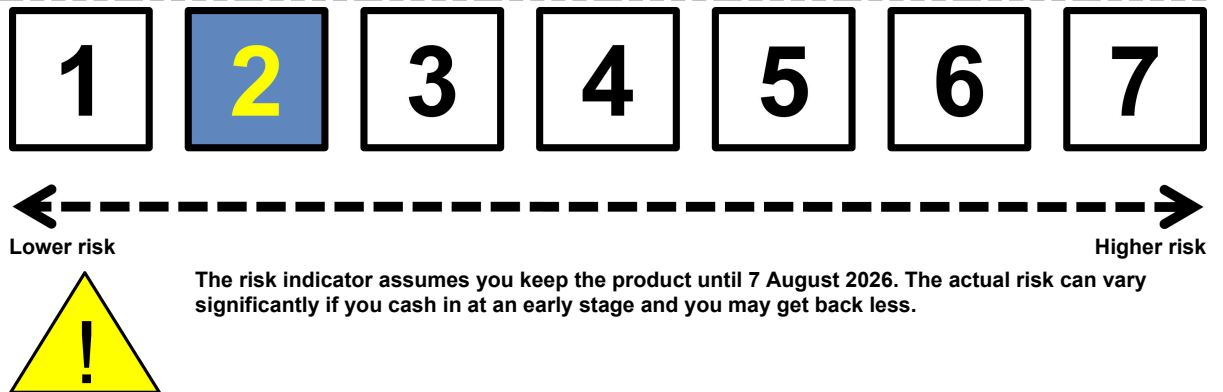 1 2 3 4 5 6 7
Lower risk Higher risk
The risk indicator assumes you keep the product until 7 August 2026. The actual risk can vary
significantly if you cash in at an early stage and you may get back less.
!